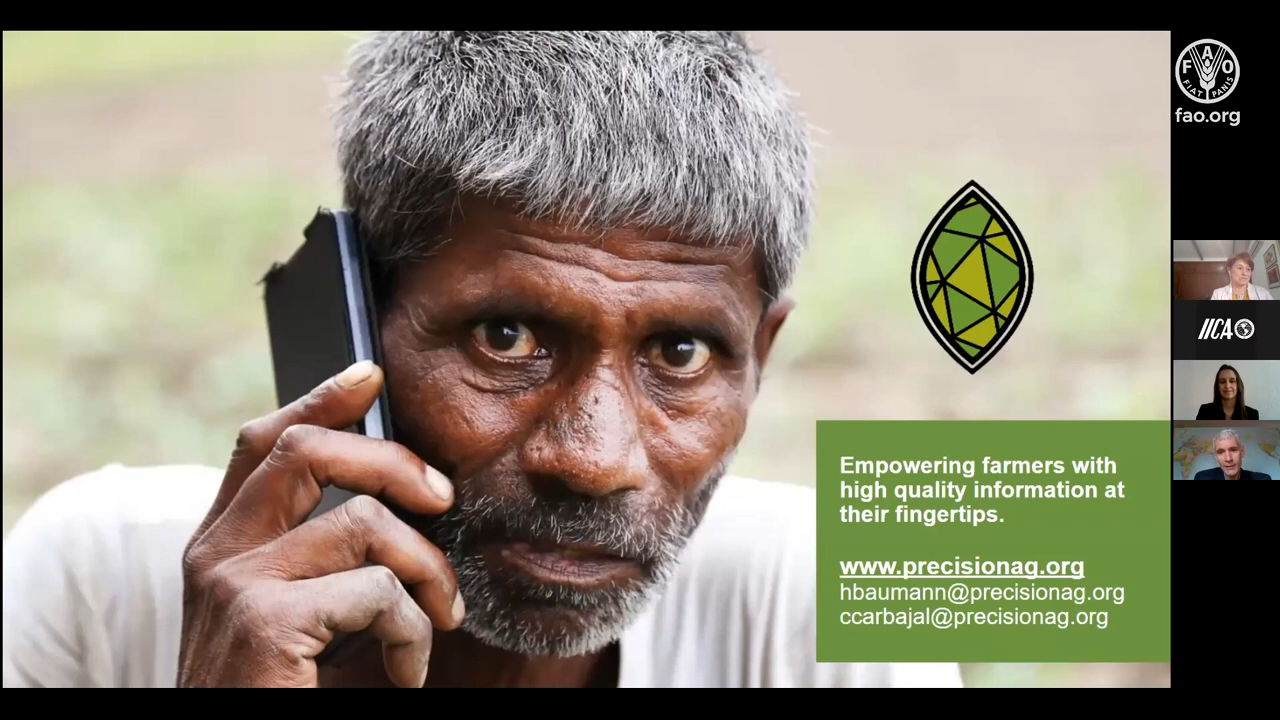 Empowering farmers with
high quality information at
their fingertips.
www.precisionag.org
hbaumann@precisionag.org
ccarbajal@precisionag.org
FAO
FIAT PANIS
fao.org
IICA